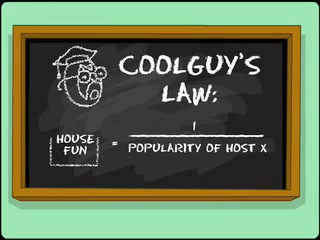 COOLGUY'S
LAW:
HOUSE
FUN
=
1
POPULARITY OF HOST X